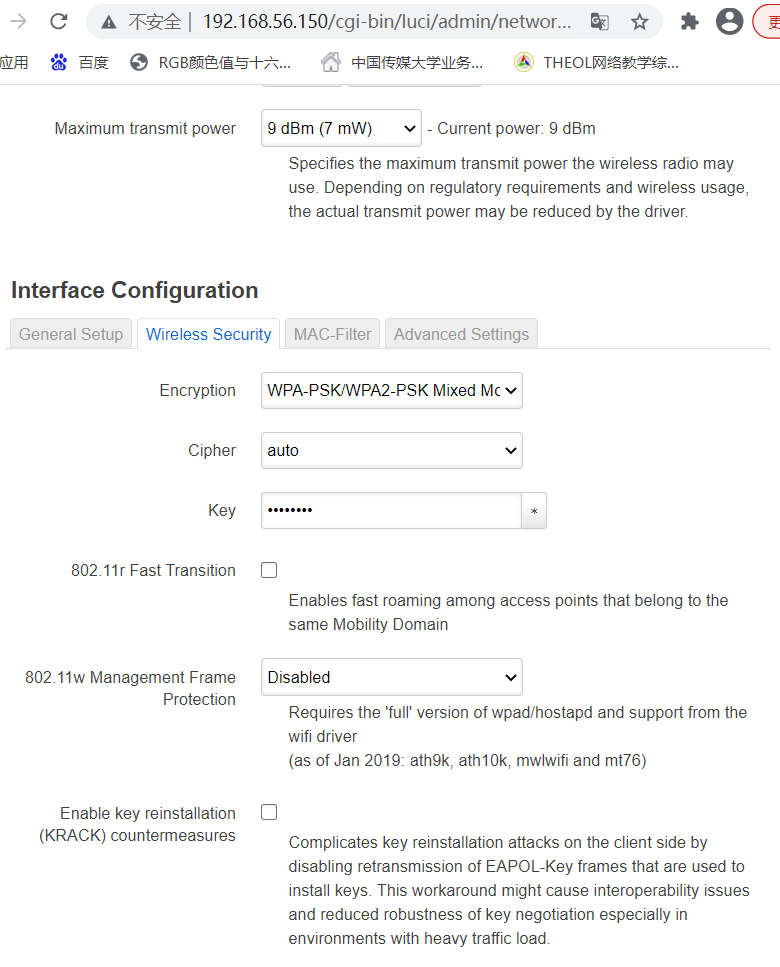 不安全 | 192.168.56.150/cgi-bin/luci/admin/networ...
应用 百度 RGB颜色值与十六... 中国传媒大学业务... THEOL网络教学综...
Maximum transmit power 9 dBm (7 mW) - Current power: 9 dBm
Specifies the maximum transmit power the wireless radio may
use. Depending on regulatory requirements and wireless usage,
the actual transmit power may be reduced by the driver.
Interface Configuration
General Setup Wireless Security MAC-Filter Advanced Settings
Encryption WPA-PSK/WPA2-PSK Mixed Mo
Cipher auto
Key •••••••• *
802.11r Fast Transition
Enables fast roaming among access points that belong to the
same Mobility Domain
802.11w Management Frame
Protection
Disabled
Requires the 'full' version of wpad/hostapd and support from the
wifi driver
(as of Jan 2019: ath9k, ath10k, mwlwifi and mt76)
Enable key reinstallation
(KRACK) countermeasures
Complicates key reinstallation attacks on the client side by
disabling retransmission of EAPOL-Key frames that are used to
install keys. This workaround might cause interoperability issues
and reduced robustness of key negotiation especially in
environments with heavy traffic load.